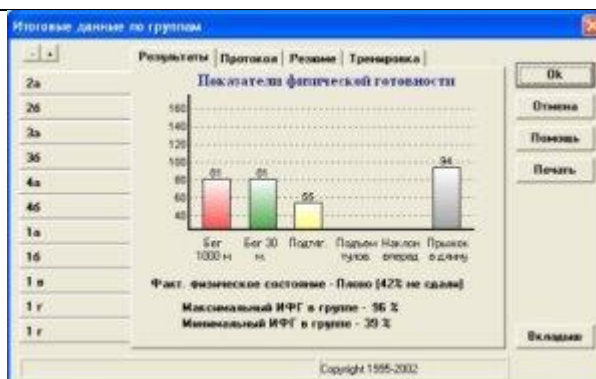 Итоговые данные по группам
- +
Результаты Протокол Резюме Тренировка
Показатели физической готовности
Ok
Отмена
Помощь
Печать
Вкладыш
2а
2б
3а
3б
4а
4б
1а
1б
1 в
1 г
1 г
160
140
120
100
80
60
40
81 81 55 94
Бег 1000 м
Бег 30 м.
Подтяг.
Подъем тулов.
Наклон вперед
Прыжок в длину
Факт. физическое состояние - Плохо (42% не сдали)
Максимальный ИФГ в группе - 96 %
Минимальный ИФГ в группе - 39 %
Copyright 1995-2002